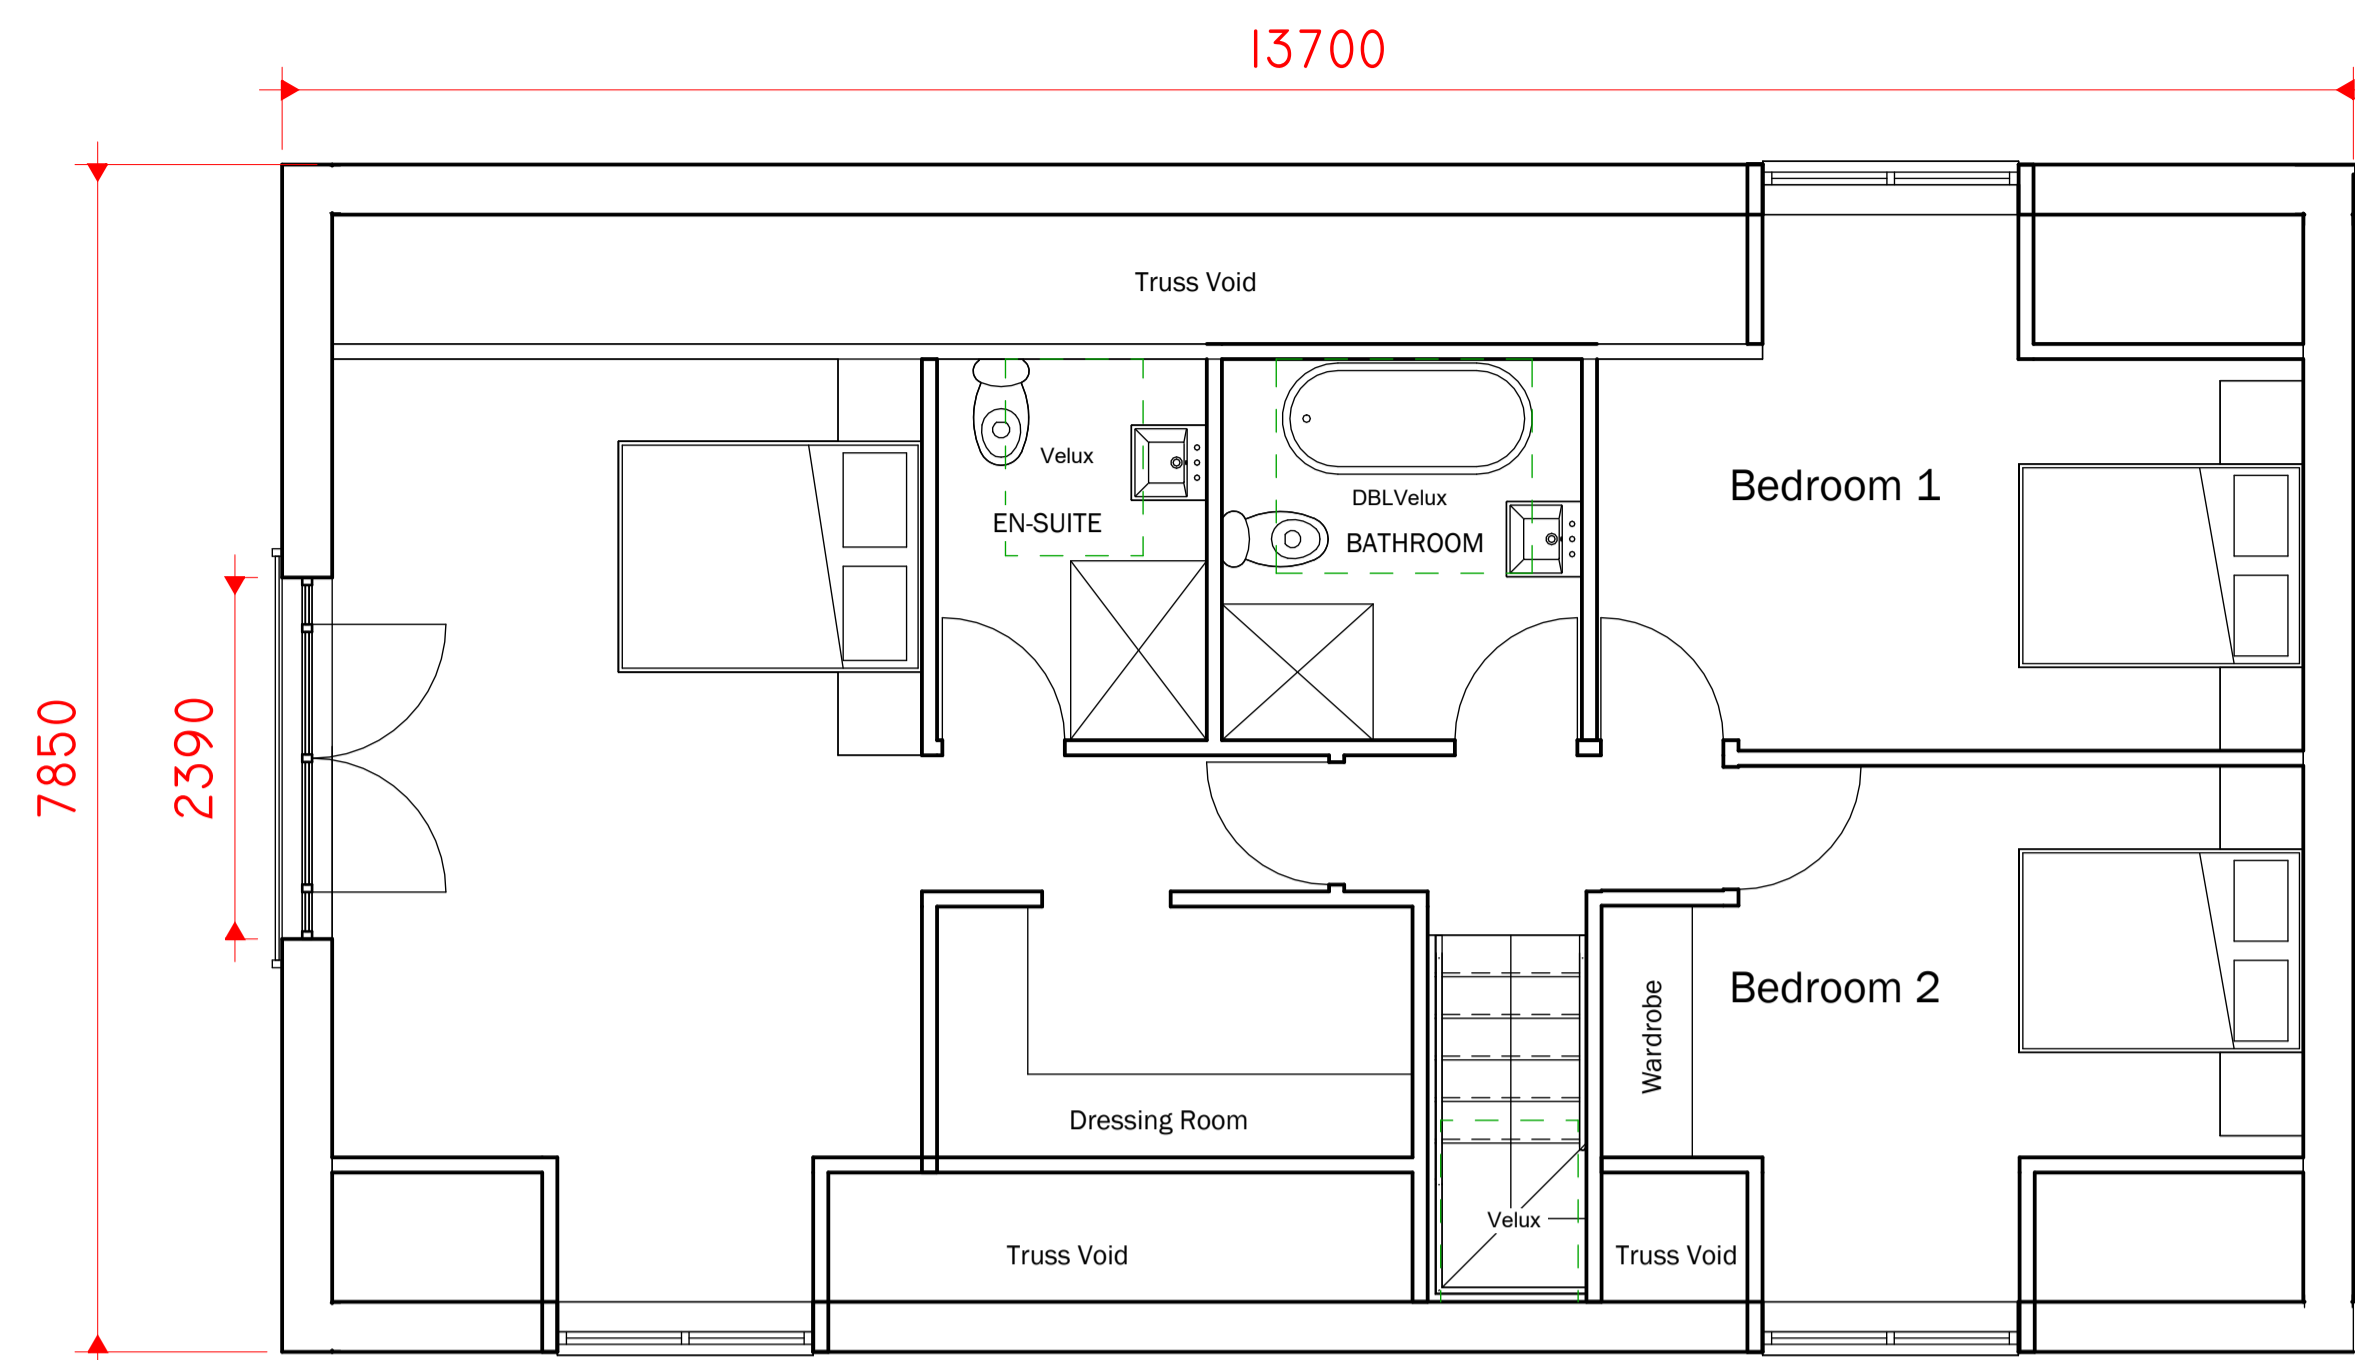 13700
Truss Void
Velux
EN-SUITE
DBLVelux
BATHROOM
Bedroom 1
7850
2390
Bedroom 2
Wardrobe
Dressing Room
Velux
Truss Void
Truss Void